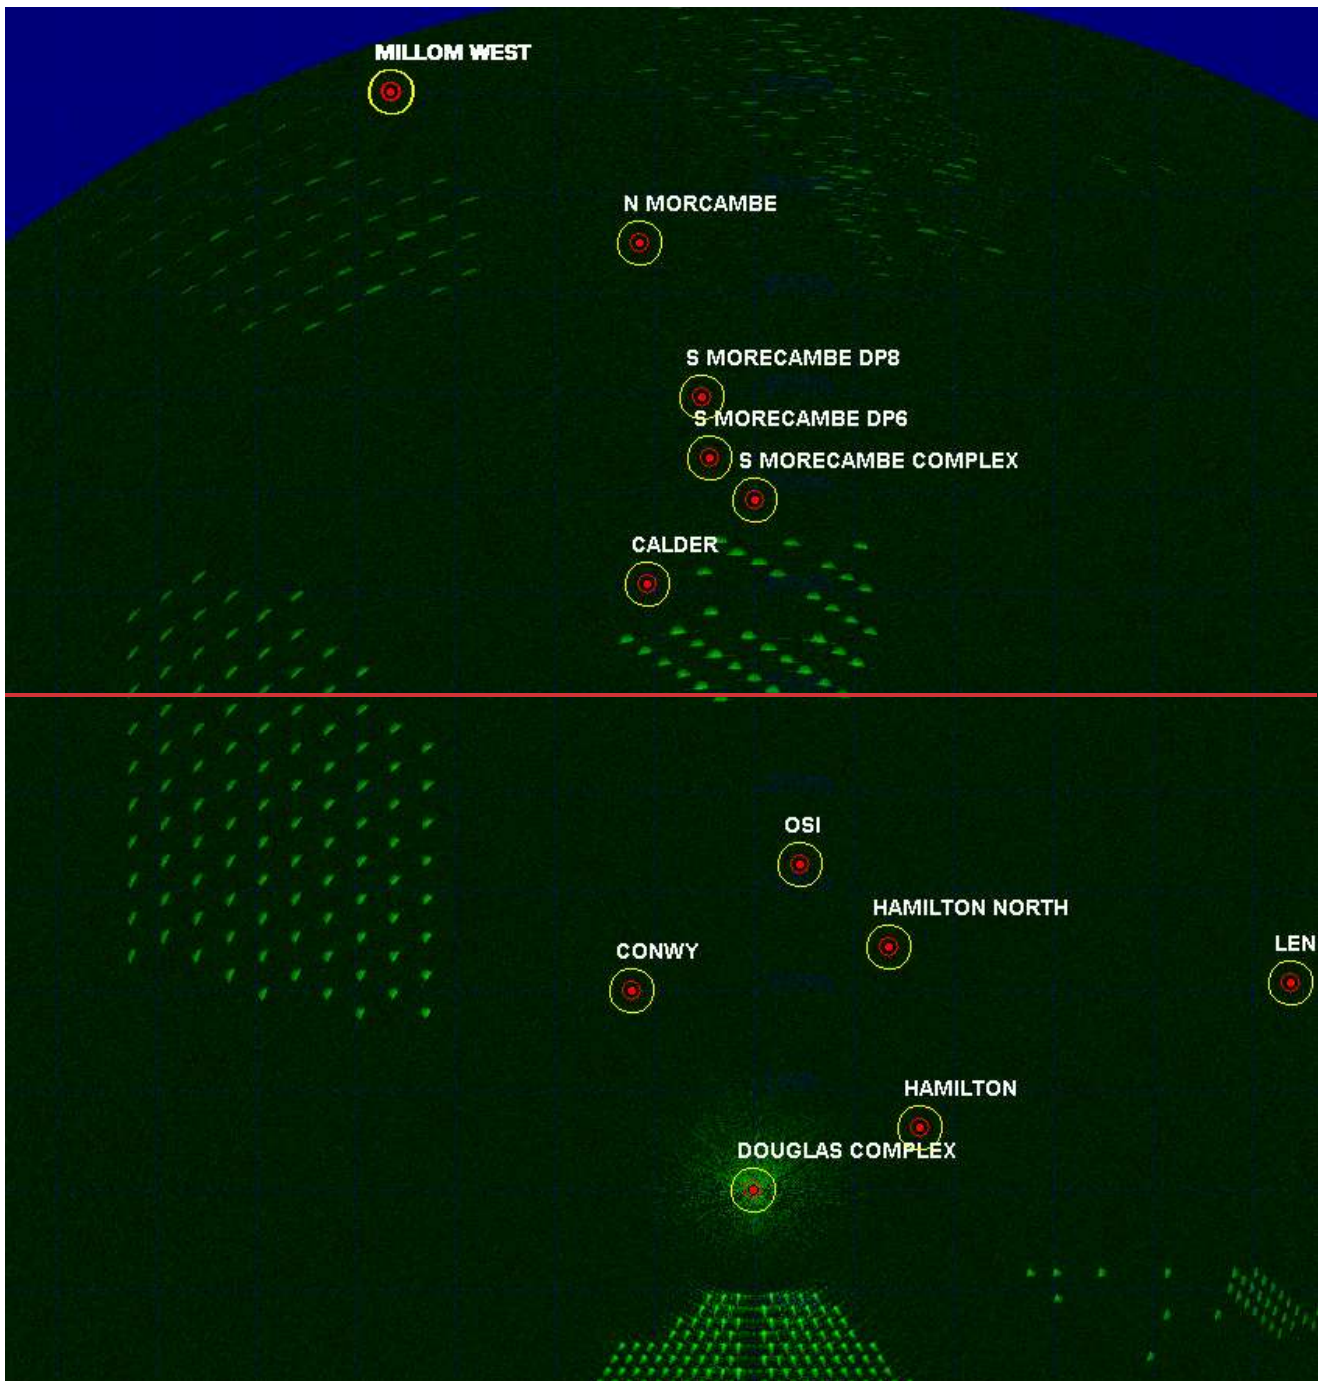 MILLOM WEST
N MORCAMBE
S MORECAMBE DP8
S MORECAMBE DP6
S MORECAMBE COMPLEX
CALDER
OSI
HAMILTON NORTH
LEN
CONWY
HAMILTON
DOUGLAS COMPLEX